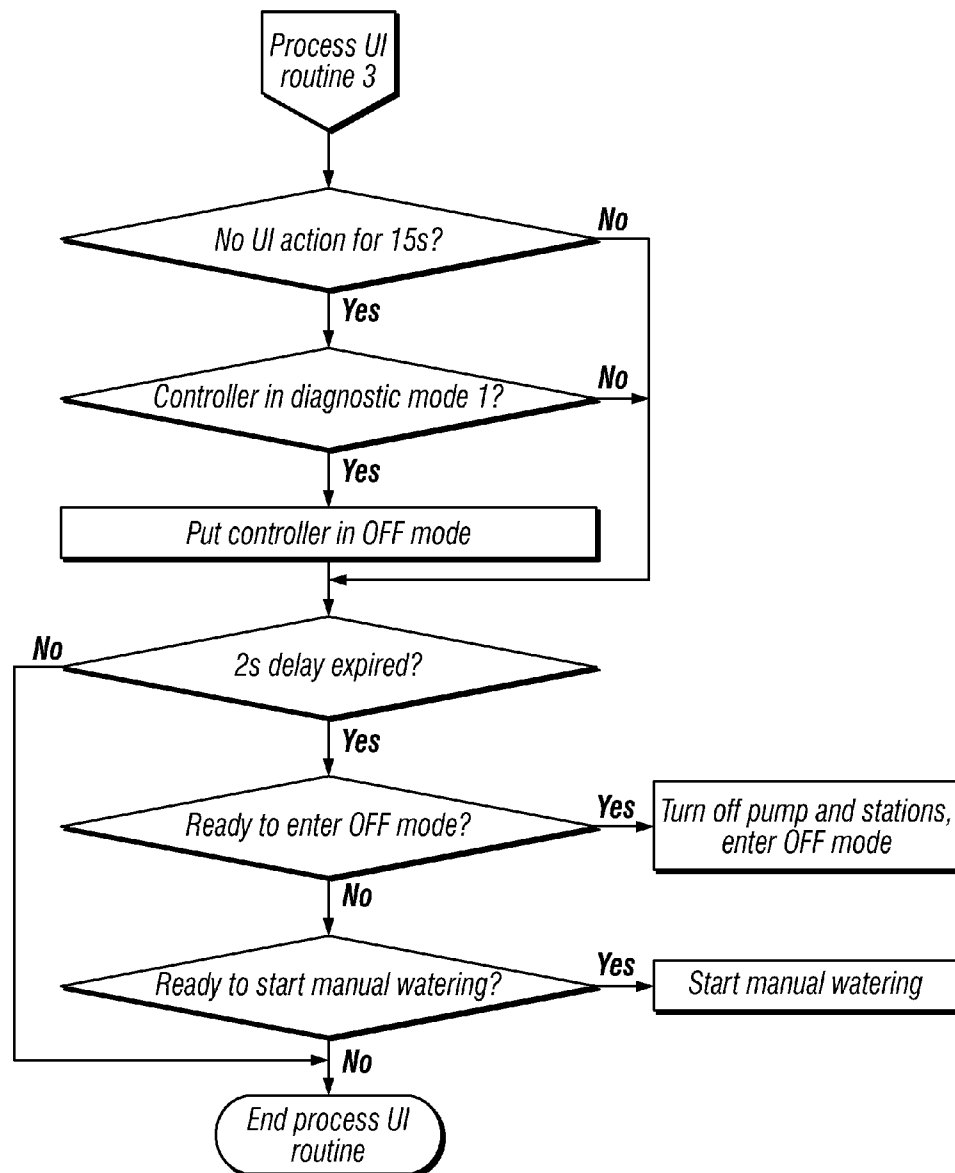 Process UI
routine 3
No UI action for 15s?
No
Yes
Controller in diagnostic mode 1?
No
Yes
Put controller in OFF mode
No
2s delay expired?
Yes
Ready to enter OFF mode?
Yes
Turn off pump and stations,
enter OFF mode
No
Ready to start manual watering?
Yes
Start manual watering
No
End process UI
routine